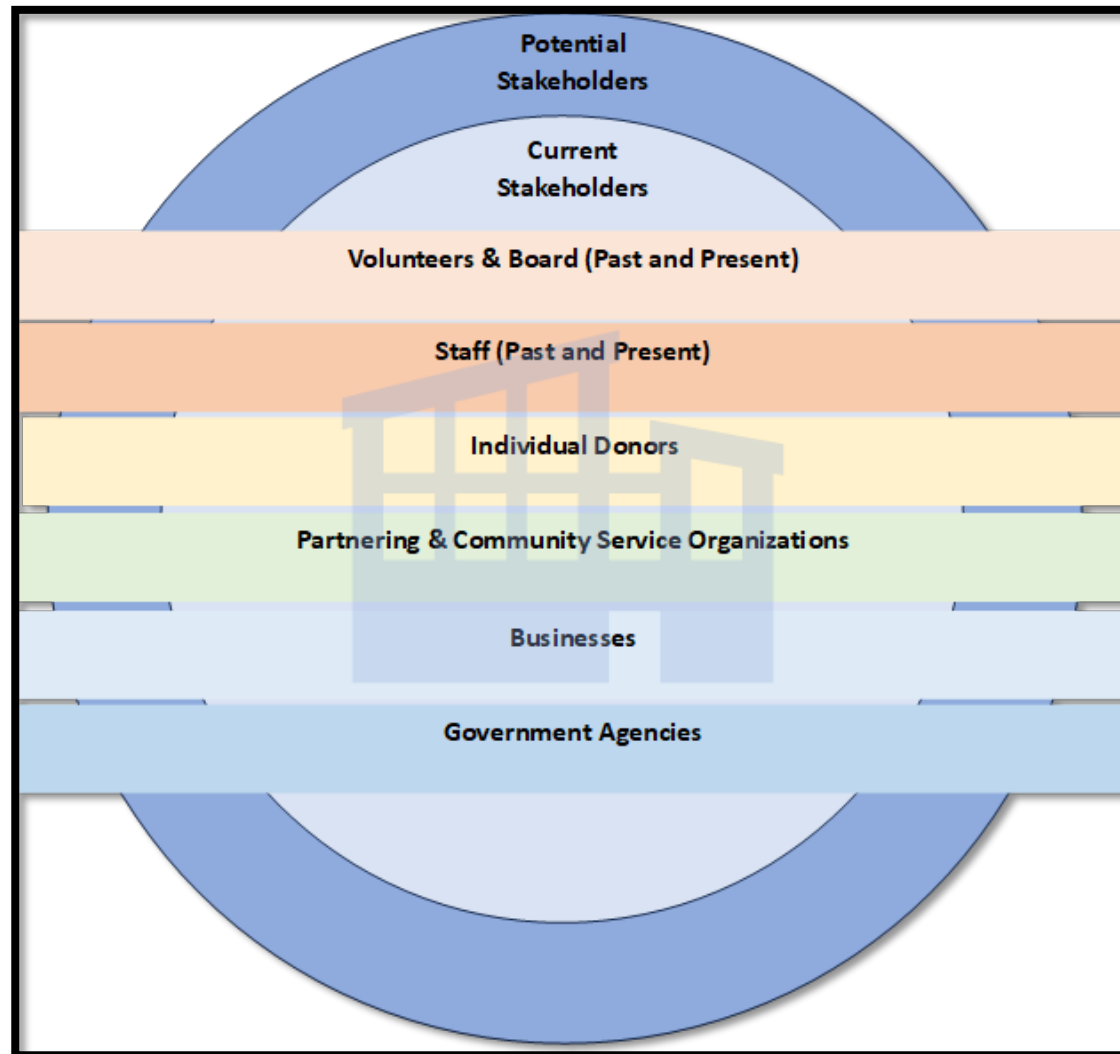 Potential
Stakeholders
Current
Stakeholders
Volunteers & Board (Past and Present)
Staff (Past and Present)
Individual Donors
Partnering & Community Service Organizations
Businesses
Government Agencies